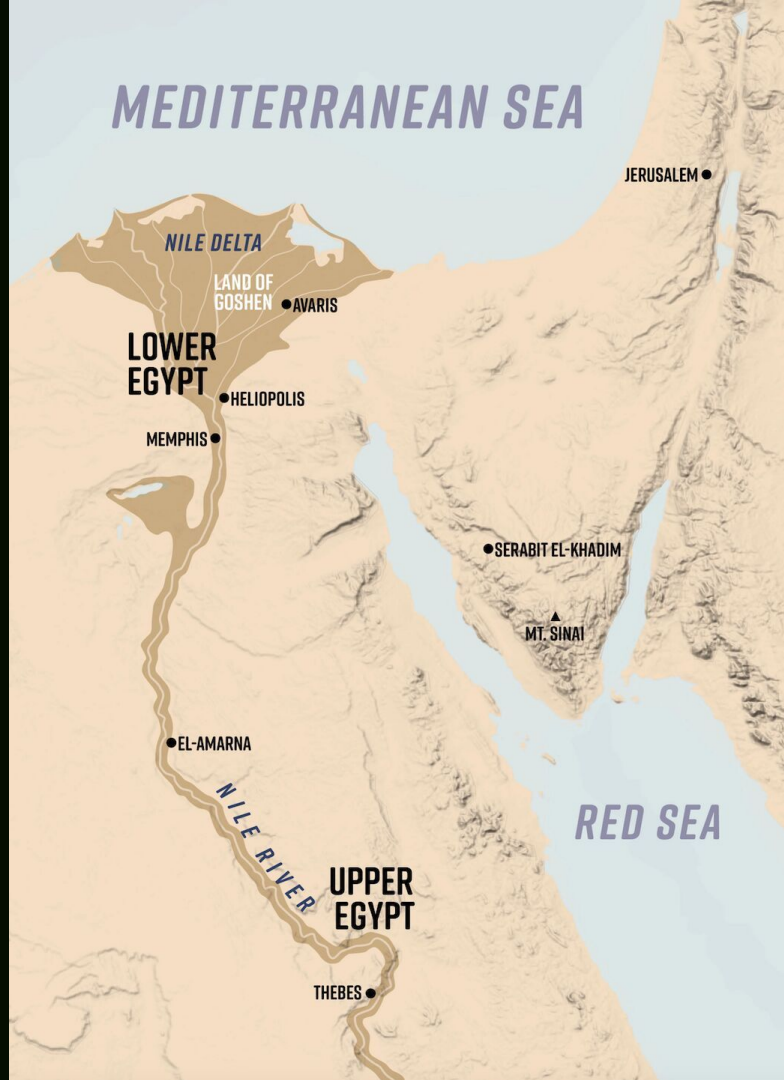 MEDITERRANEAN SEA
JERUSALEM
NILE DELTA
LAND OF
GOSHEN
AVARIS
LOWER
EGYPT
HELIOPOLIS
MEMPHIS
SERABIT EL-KHADIM
MT. SINAI
EL-AMARNA
NILE RIVER
RED SEA
UPPER
EGYPT
THEBES